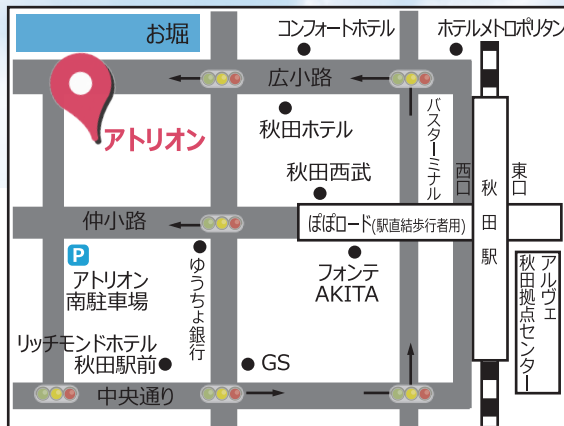 お堀
コンフォートホテル
ホテルメトロポリタン
広小路
アトリオン
秋田ホテル
バスターミナル
秋田西武
西口
秋田駅
東口
仲小路
ぽぽロード(駅直結歩行者用)
P
アトリオン
南駐車場
ゆうちょ銀行
フォンテ
AKITA
アルヴェ
秋田拠点センター
リッチモンドホテル
秋田駅前
GS
中央通り